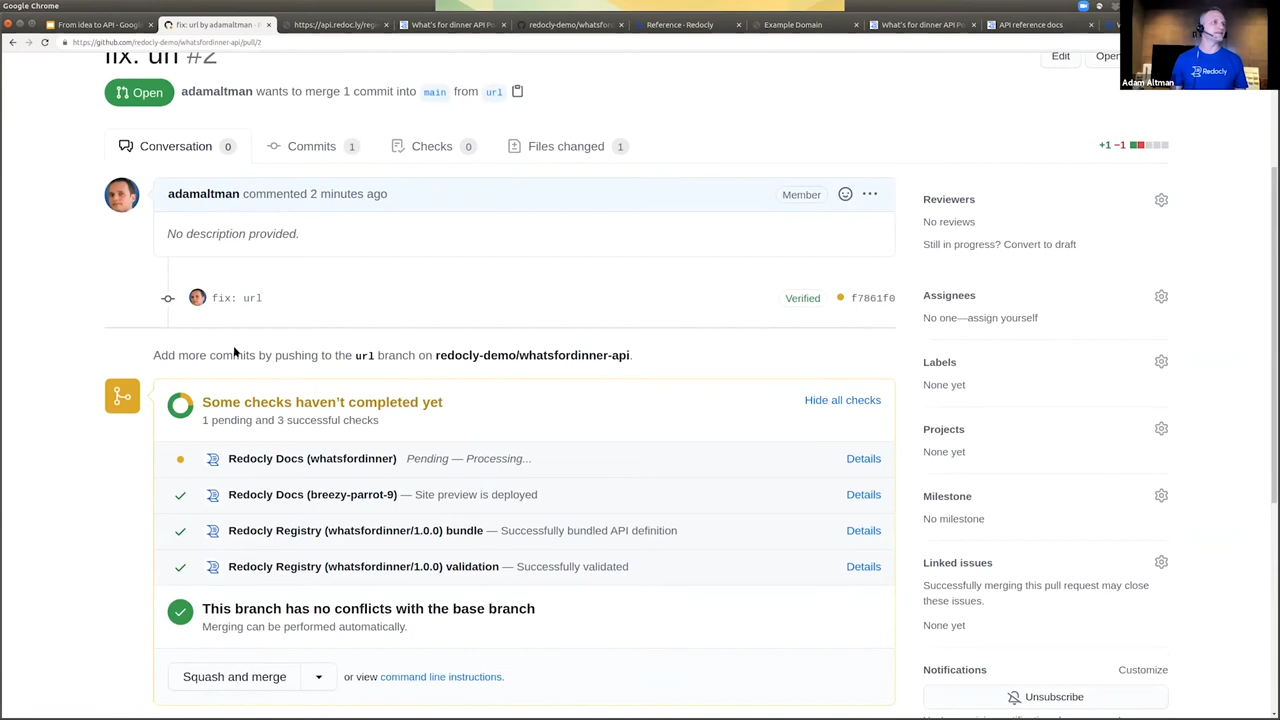 Google Chrome
From idea to API - Google
fix: url by adamaltman · P
https://api.redoc.ly/regi
What's for dinner API Po
redocly-demo/whatsfor
Reference - Redocly
Example Domain
What's for dinner API Po
API reference docs
https://github.com/redocly-demo/whatsfordinner-api/pull/2
fix: url #2
Edit
Open
Redocly
Adam Altman
Open
adamaltman wants to merge 1 commit into main from url
Conversation 0
Commits 1
Checks 0
Files changed 1
+1 −1
adamaltman commented 2 minutes ago
Member
No description provided.
fix: url
Verified
f7861f0
Add more commits by pushing to the url branch on redocly-demo/whatsfordinner-api.
Some checks haven't completed yet
1 pending and 3 successful checks
Hide all checks
Redocly Docs (whatsfordinner) Pending — Processing...
Details
Redocly Docs (breezy-parrot-9) — Site preview is deployed
Details
Redocly Registry (whatsfordinner/1.0.0) bundle — Successfully bundled API definition
Details
Redocly Registry (whatsfordinner/1.0.0) validation — Successfully validated
Details
This branch has no conflicts with the base branch
Merging can be performed automatically.
Squash and merge
or view command line instructions.
Reviewers
No reviews
Still in progress? Convert to draft
Assignees
No one—assign yourself
Labels
None yet
Projects
None yet
Milestone
No milestone
Linked issues
Successfully merging this pull request may close
these issues.
None yet
Notifications
Customize
Unsubscribe